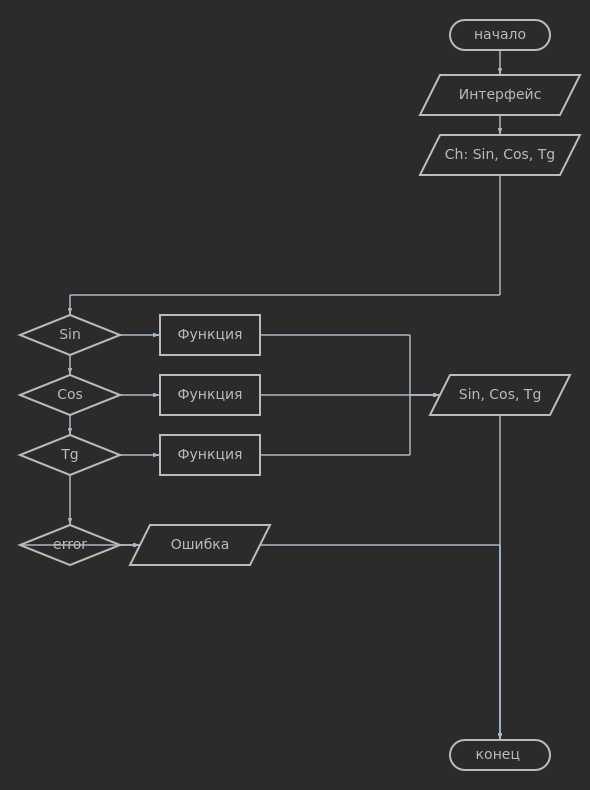 начало
Интерфейс
Ch: Sin, Cos, Tg
Sin
Функция
Cos
Функция
Sin, Cos, Tg
Tg
Функция
error
Ошибка
конец